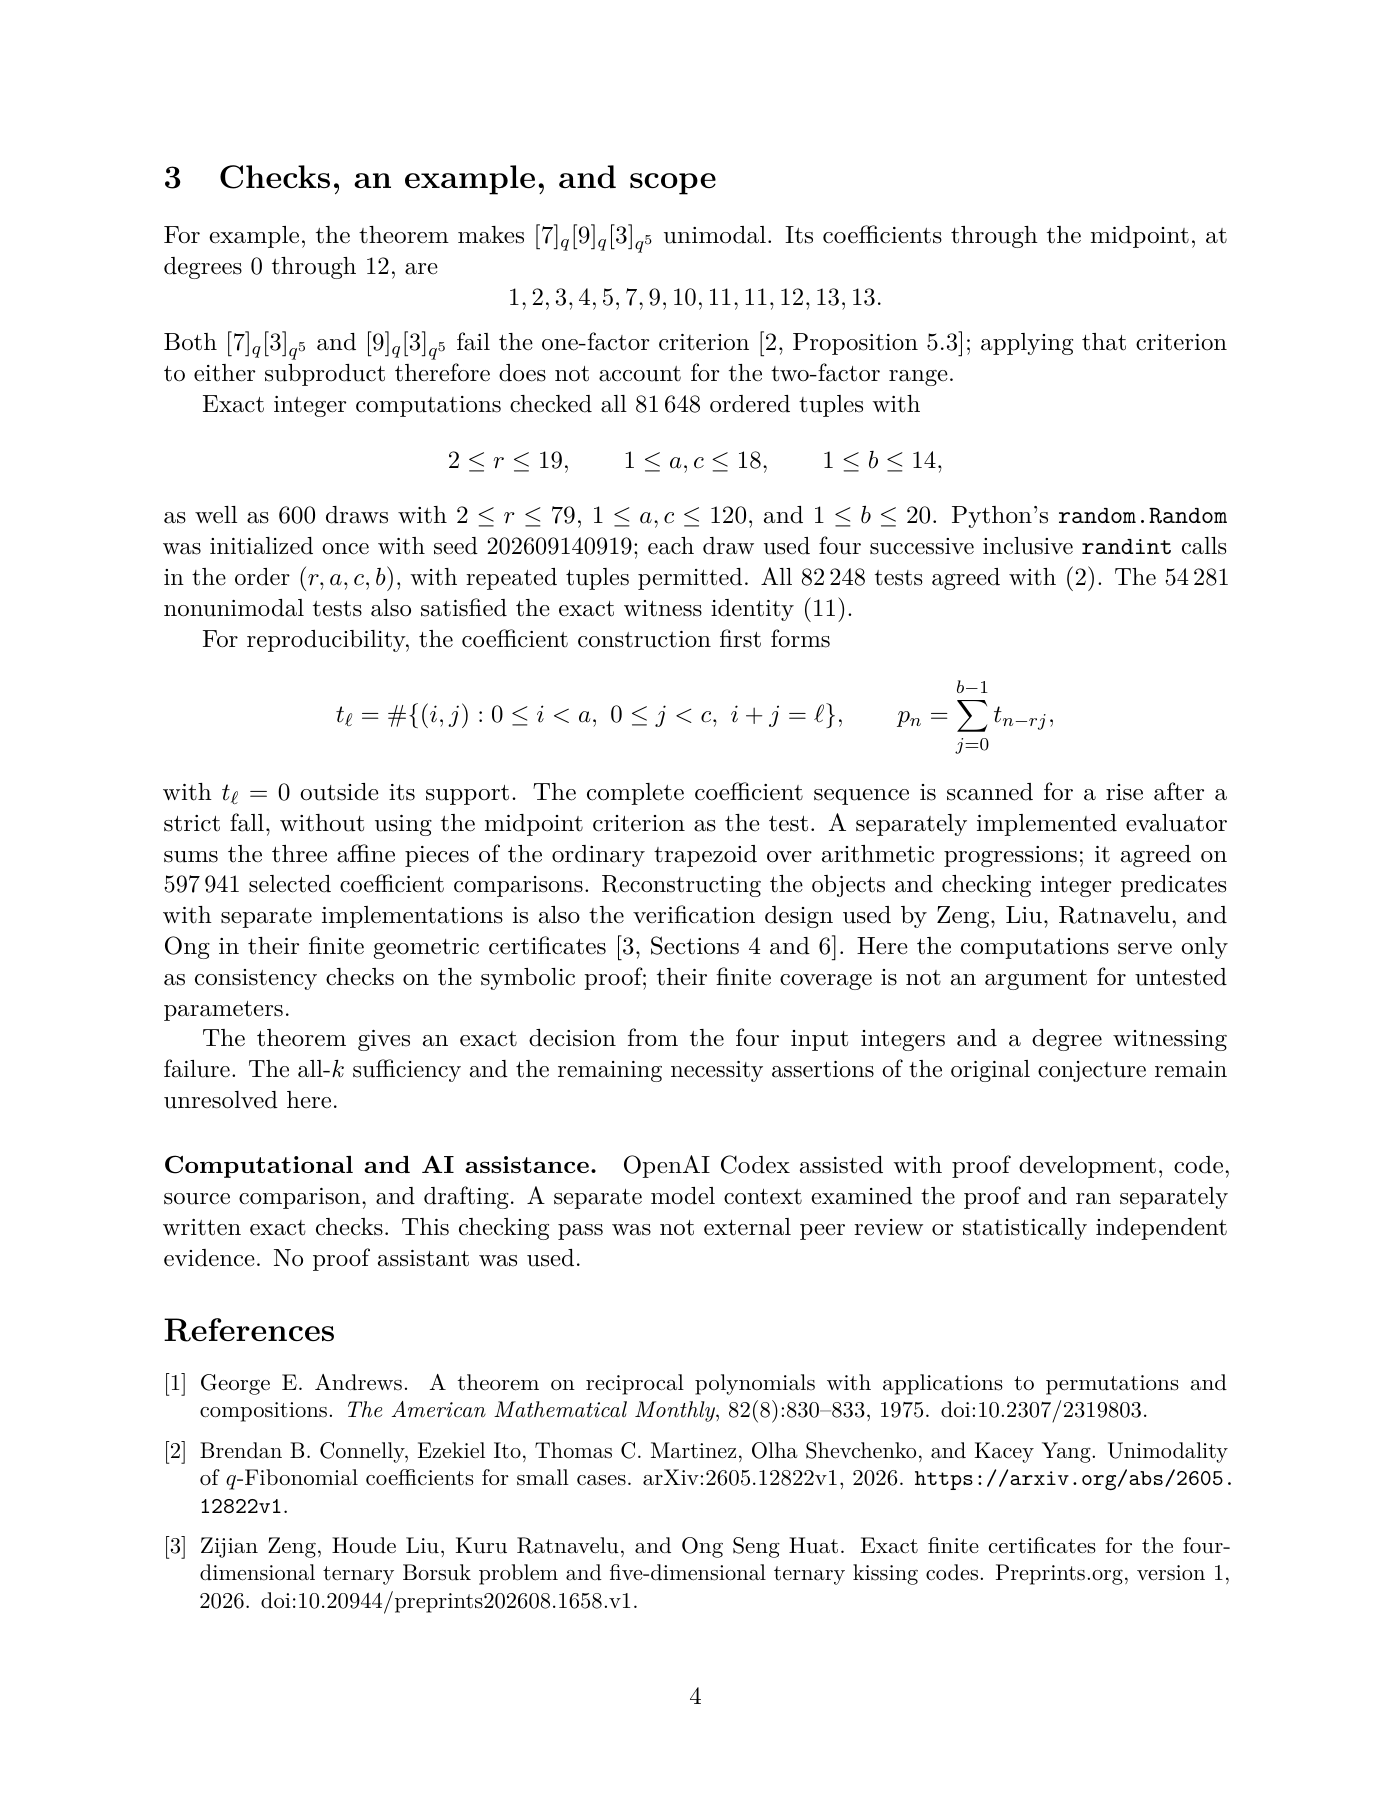 3 Checks, an example, and scope
For example, the theorem makes [7]_q[9]_q[3]_{q^5} unimodal. Its coefficients through the midpoint, at
degrees 0 through 12, are
1, 2, 3, 4, 5, 7, 9, 10, 11, 11, 12, 13, 13.
Both [7]_q[3]_{q^5} and [9]_q[3]_{q^5} fail the one-factor criterion [2, Proposition 5.3]; applying that criterion
to either subproduct therefore does not account for the two-factor range.
Exact integer computations checked all 81 648 ordered tuples with
2 ≤ r ≤ 19, 1 ≤ a, c ≤ 18, 1 ≤ b ≤ 14,
as well as 600 draws with 2 ≤ r ≤ 79, 1 ≤ a, c ≤ 120, and 1 ≤ b ≤ 20. Python's random.Random
was initialized once with seed 202609140919; each draw used four successive inclusive randint calls
in the order (r, a, c, b), with repeated tuples permitted. All 82 248 tests agreed with (2). The 54 281
nonunimodal tests also satisfied the exact witness identity (11).
For reproducibility, the coefficient construction first forms
t_ℓ = #{(i, j) : 0 ≤ i < a, 0 ≤ j < c, i + j = ℓ}, p_n = \sum_{j=0}^{b−1} t_{n−rj},
with t_ℓ = 0 outside its support. The complete coefficient sequence is scanned for a rise after a
strict fall, without using the midpoint criterion as the test. A separately implemented evaluator
sums the three affine pieces of the ordinary trapezoid over arithmetic progressions; it agreed on
597 941 selected coefficient comparisons. Reconstructing the objects and checking integer predicates
with separate implementations is also the verification design used by Zeng, Liu, Ratnavelu, and
Ong in their finite geometric certificates [3, Sections 4 and 6]. Here the computations serve only
as consistency checks on the symbolic proof; their finite coverage is not an argument for untested
parameters.
The theorem gives an exact decision from the four input integers and a degree witnessing
failure. The all-k sufficiency and the remaining necessity assertions of the original conjecture remain
unresolved here.
Computational and AI assistance. OpenAI Codex assisted with proof development, code,
source comparison, and drafting. A separate model context examined the proof and ran separately
written exact checks. This checking pass was not external peer review or statistically independent
evidence. No proof assistant was used.
References
[1] George E. Andrews. A theorem on reciprocal polynomials with applications to permutations and
compositions. The American Mathematical Monthly, 82(8):830–833, 1975. doi:10.2307/2319803.
[2] Brendan B. Connelly, Ezekiel Ito, Thomas C. Martinez, Olha Shevchenko, and Kacey Yang. Unimodality
of q-Fibonomial coefficients for small cases. arXiv:2605.12822v1, 2026. https://arxiv.org/abs/2605.
12822v1.
[3] Zijian Zeng, Houde Liu, Kuru Ratnavelu, and Ong Seng Huat. Exact finite certificates for the four-
dimensional ternary Borsuk problem and five-dimensional ternary kissing codes. Preprints.org, version 1,
2026. doi:10.20944/preprints202608.1658.v1.
4